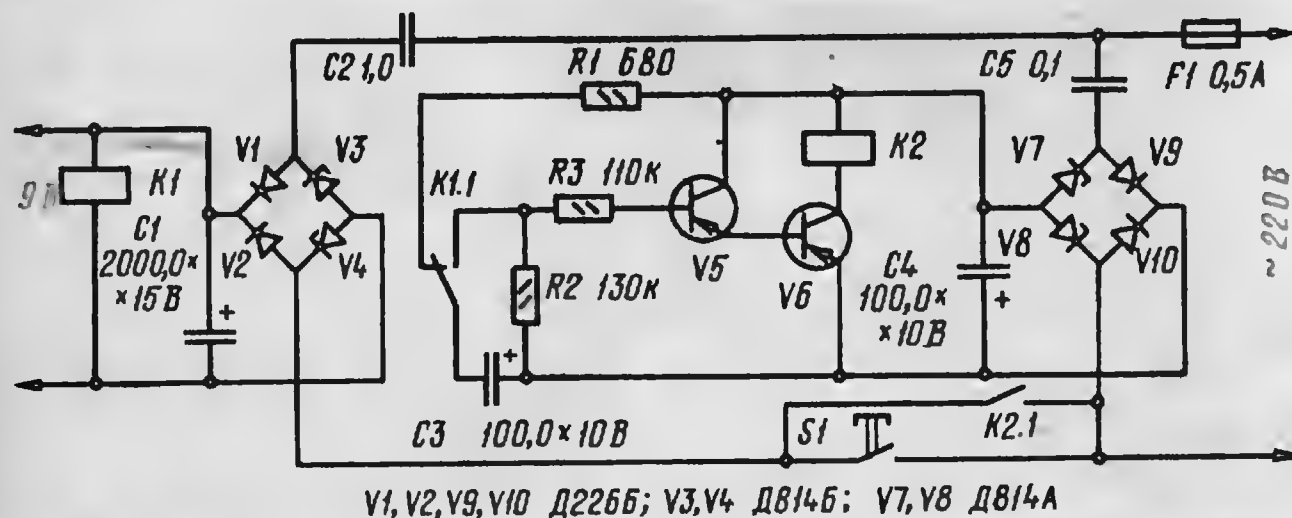 C2 1,0
R1 680
C5 0,1
F1 0,5А
V1
V3
K1
9
C1
2000,0×
×15В
V2
V4
K1.1
R3 110к
K2
V7
V9
~220В
R2 130к
V5
V6
C4
100,0×
×10В
V8
V10
+
+
+
C3 100,0×10В
S1
K2.1
V1, V2, V9, V10 Д226Б; V3, V4 Д814Б; V7, V8 Д814А